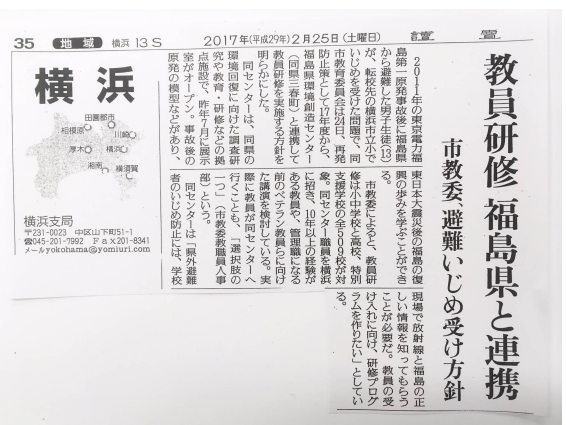 35 地域 横浜 13S 2017年(平成29年)2月25日(土曜日) 讀賣
教員研修 福島県と連携
市教委、避難いじめ受け方針
2011年の東京電力福
島第一原発事故後に福島県
から避難した男子生徒(13)
が、転校先の横浜市立小で
いじめを受けた問題で、同
市教育委員会は24日、再発
防止策として17年度から、
福島県環境創造センター
(同県三春町)と連携して
教員研修を実施する方針を
明らかにした。
同センターは、同県の
環境回復に向けた調査研
究や教育・研修などの拠
点施設で、昨年7月に展示
室がオープン。事故後の
原発の模型などがあり、
東日本大震災後の福島の復
興の歩みを学ぶことができ
る。
市教委によると、教員研
修は小中学校と高校、特別
支援学校の全509校が対
象。同センター職員を横浜
に招き、10年以上の経験が
ある教員や、管理職になる
前のベテラン教員らに向け
た講演を検討している。実
際に教員が同センターへ
行くことも、「選択肢の
一つ」(市教委教職員人事
部)という。
同センターは「県外避難
者のいじめ防止には、学校
現場で放射線と福島の正
しい情報を知ってもらう
ことが必要だ。教員の受
け入れに向け、研修プログ
ラムを作りたい」としてい
る。
横浜
田園都市
相模原
川崎
厚木
横浜
湘南
横須賀
横浜支局
〒231-0023 中区山下町51-1
☎045-201-7992 Fax201-8341
メールyokohama@yomiuri.com